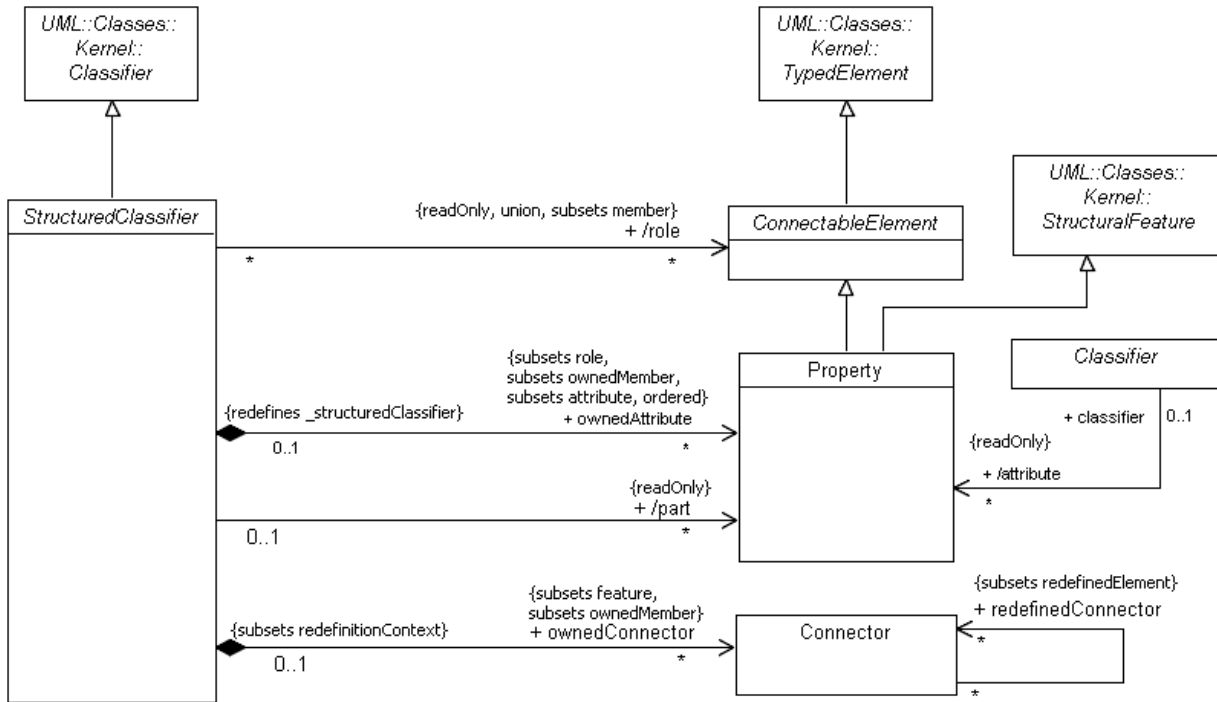 UML::Classes::
Kernel::
Classifier
UML::Classes::
Kernel::
TypedElement
UML::Classes::
Kernel::
StructuralFeature
StructuredClassifier
{readOnly, union, subsets member}
+ /role
*
*
ConnectableElement
{subsets role,
subsets ownedMember,
subsets attribute, ordered}
+ ownedAttribute
{redefines _structuredClassifier}
0..1
*
Property
Classifier
+ classifier
0..1
{readOnly}
+ /attribute
*
{readOnly}
+ /part
0..1
*
{subsets feature,
subsets ownedMember}
+ ownedConnector
{subsets redefinitionContext}
0..1
*
Connector
{subsets redefinedElement}
+ redefinedConnector
*
*